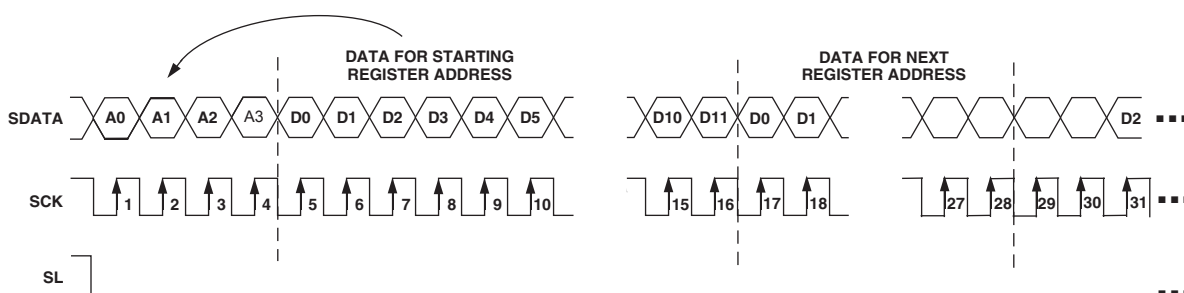 DATA FOR STARTING
REGISTER ADDRESS
DATA FOR NEXT
REGISTER ADDRESS
SDATA A0 A1 A2 A3 D0 D1 D2 D3 D4 D5 D10 D11 D0 D1 D2
SCK 1 2 3 4 5 6 7 8 9 10 15 16 17 18 27 28 29 30 31
SL